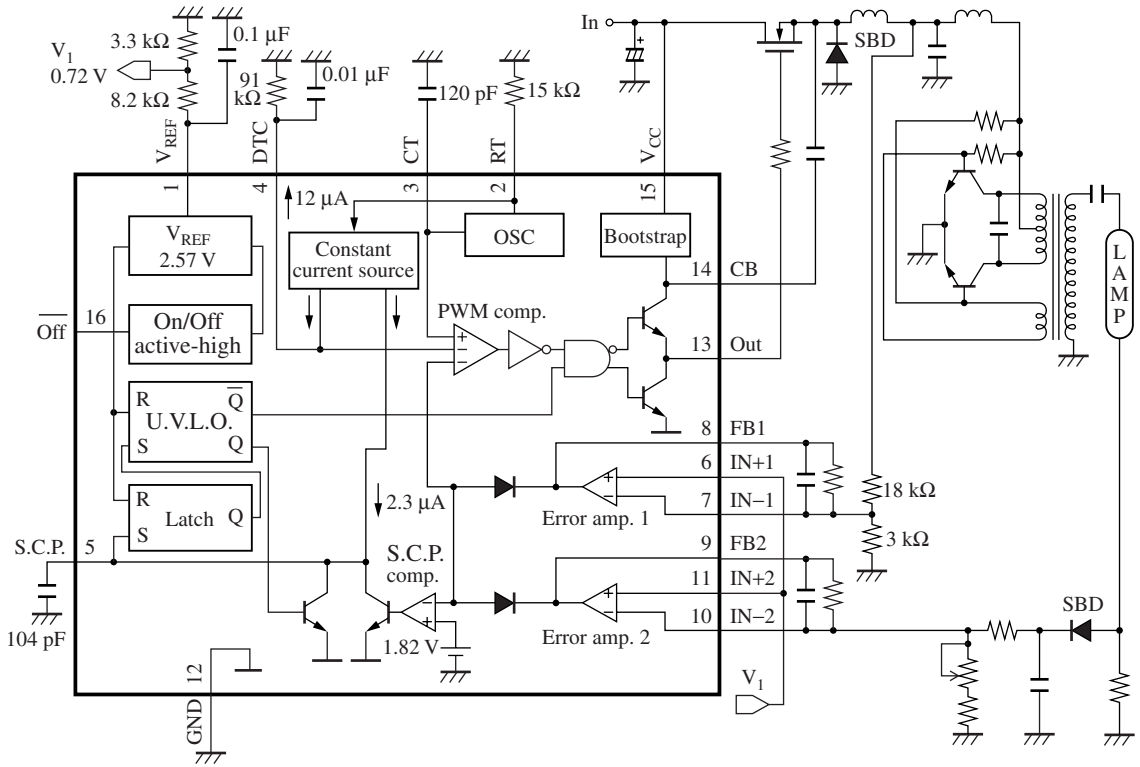 In
SBD
V1
0.72 V
3.3 kΩ
8.2 kΩ
0.1 μF
91
kΩ
0.01 μF
120 pF
15 kΩ
VREF
DTC
CT
RT
VCC
1
4
12 μA
3
2
15
VREF
2.57 V
Constant
current source
OSC
Bootstrap
14
CB
LAMP
Off
16
On/Off
active-high
PWM comp.
13
Out
R
S
U.V.L.O.
Q
Q
8
FB1
6
IN+1
7
IN−1
18 kΩ
3 kΩ
Error amp. 1
R
S
Latch
Q
2.3 μA
S.C.P.
5
S.C.P.
comp.
9
FB2
11
IN+2
10
IN−2
SBD
Error amp. 2
104 pF
1.82 V
12
GND
V1
+
+
−
−
+
−
−
+
+
−